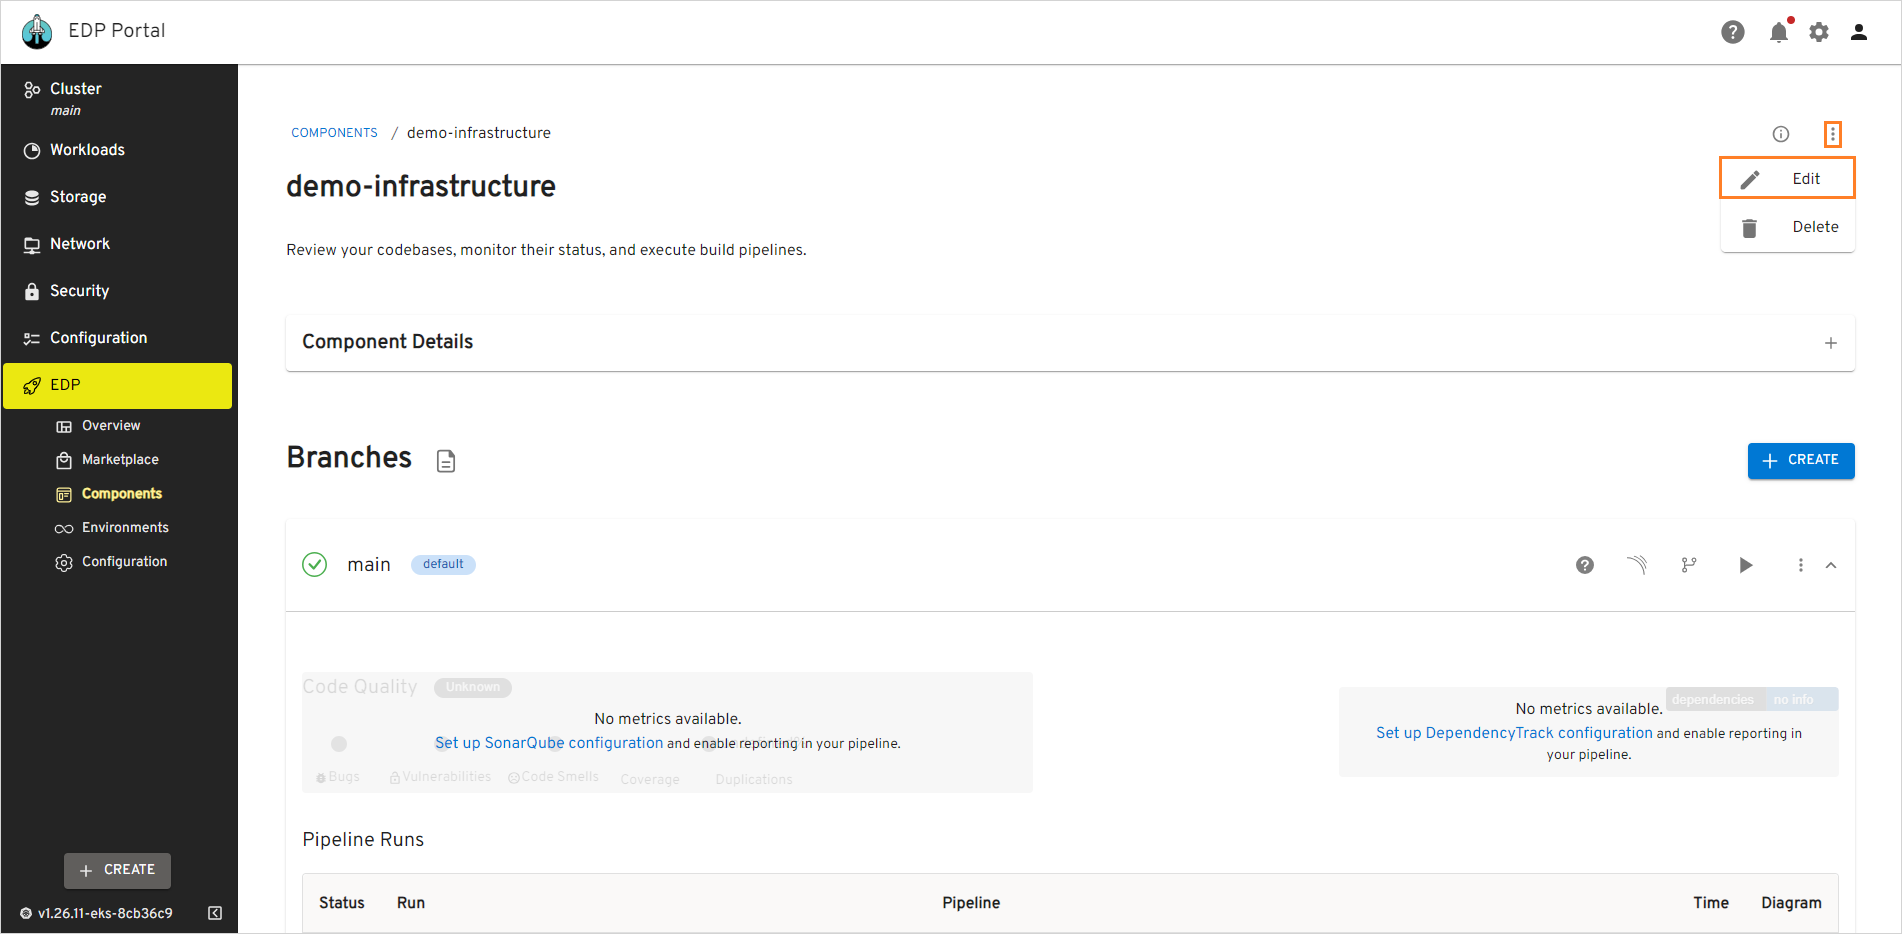 EDP Portal
Cluster
main
Workloads
Storage
Network
Security
Configuration
EDP
Overview
Marketplace
Components
Environments
Configuration
CREATE
v1.26.11-eks-8cb36c9
COMPONENTS / demo-infrastructure
Edit
Delete
demo-infrastructure
Review your codebases, monitor their status, and execute build pipelines.
Component Details
Branches
CREATE
main default
Code Quality Unknown
No metrics available.
Set up SonarQube configuration and enable reporting in your pipeline.
Bugs Vulnerabilities Code Smells Coverage Duplications
dependencies no info
No metrics available.
Set up DependencyTrack configuration and enable reporting in
your pipeline.
Pipeline Runs
Status Run Pipeline Time Diagram